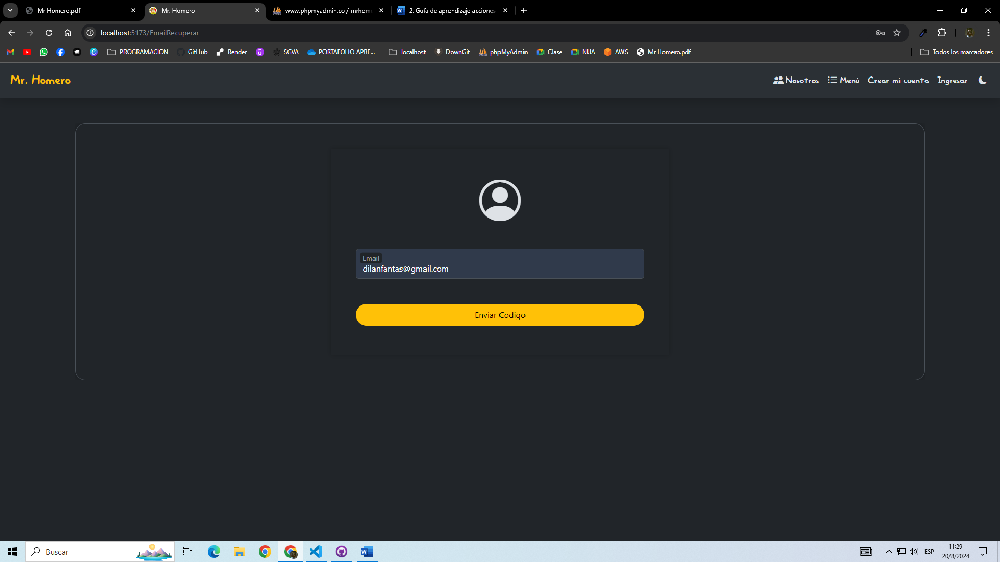 Mr Homero.pdf
Mr. Homero
www.phpmyadmin.co / mrhom
2. Guía de aprendizaje acciones
localhost:5173/EmailRecuperar
PROGRAMACION
GitHub
Render
SGVA
PORTAFOLIO APRE...
localhost
DownGit
phpMyAdmin
Clase
NUA
AWS
Mr Homero.pdf
Todos los marcadores
Mr. Homero
Nosotros
Menú
Crear mi cuenta
Ingresar
Email
dilanfantas@gmail.com
Enviar Codigo
Buscar
ESP
11:29
20/8/2024